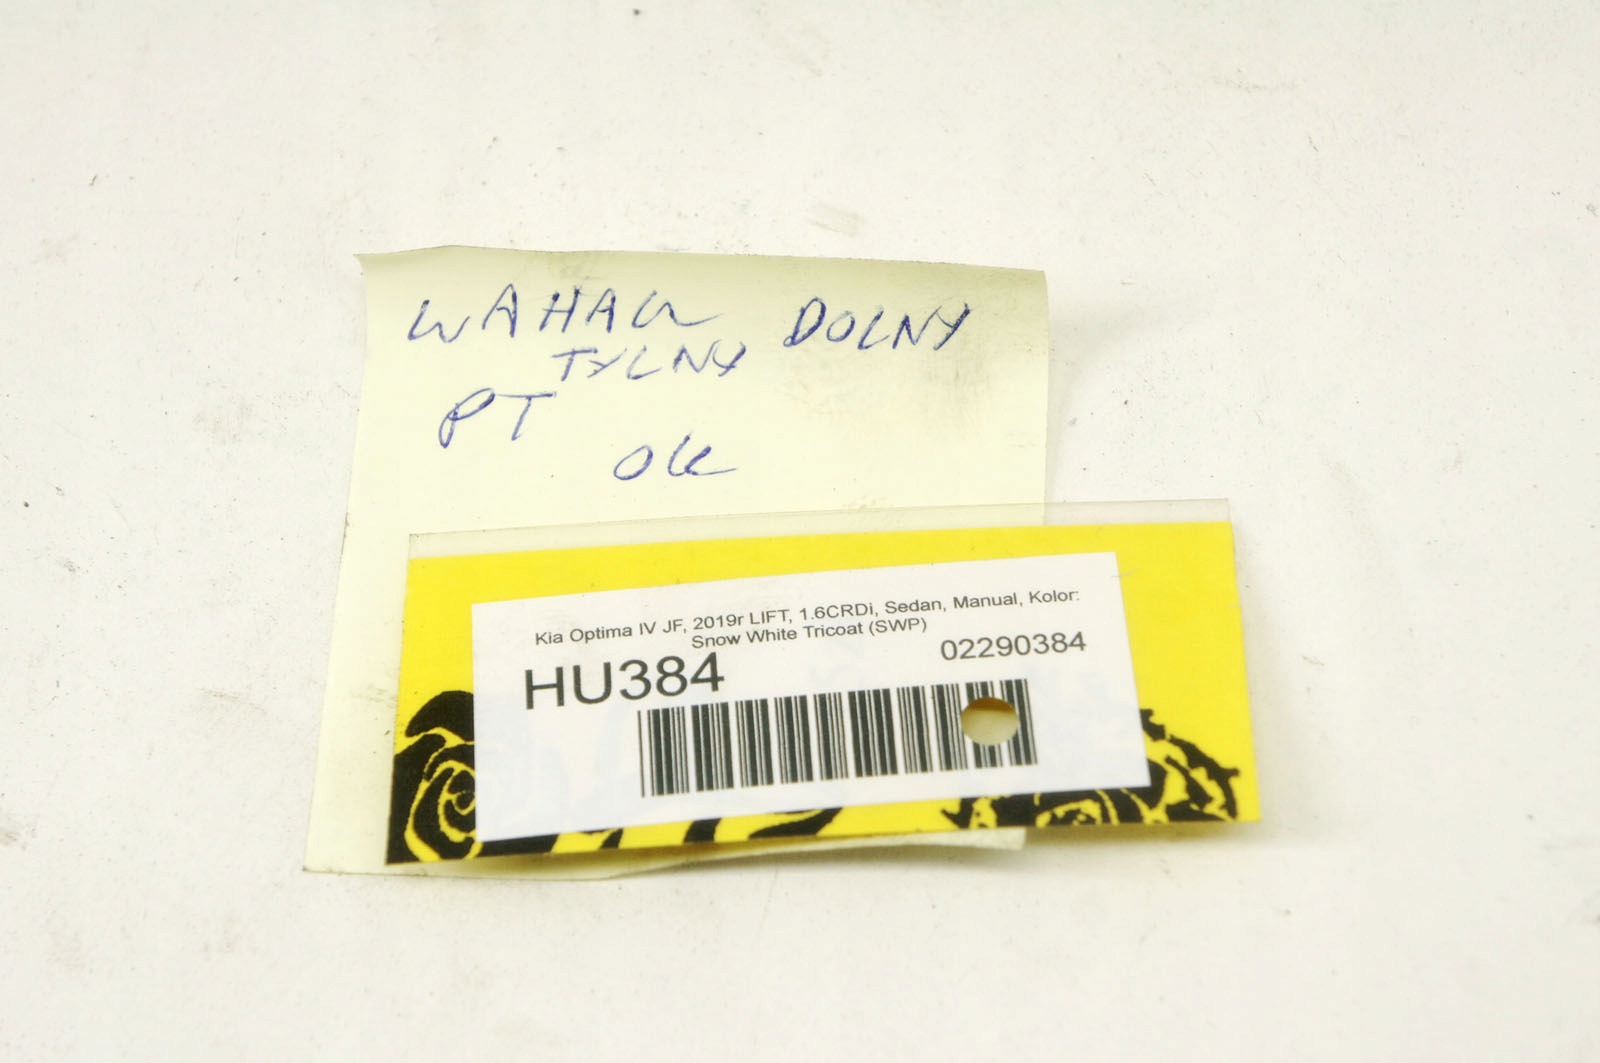 WAHACZ DOLNY
TYLNY
PT
OK
Kia Optima IV JF, 2019r LIFT, 1.6CRDi, Sedan, Manual, Kolor:
Snow White Tricoat (SWP)
HU384
02290384